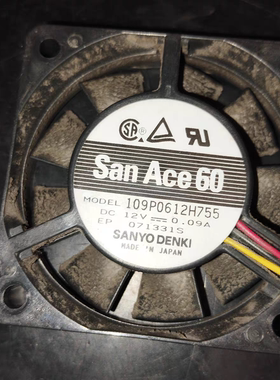 San Ace 60
MODEL 109P0612H755
DC 12V ⎓ 0.09A
EP 071331S
SANYO DENKI
MADE IN JAPAN